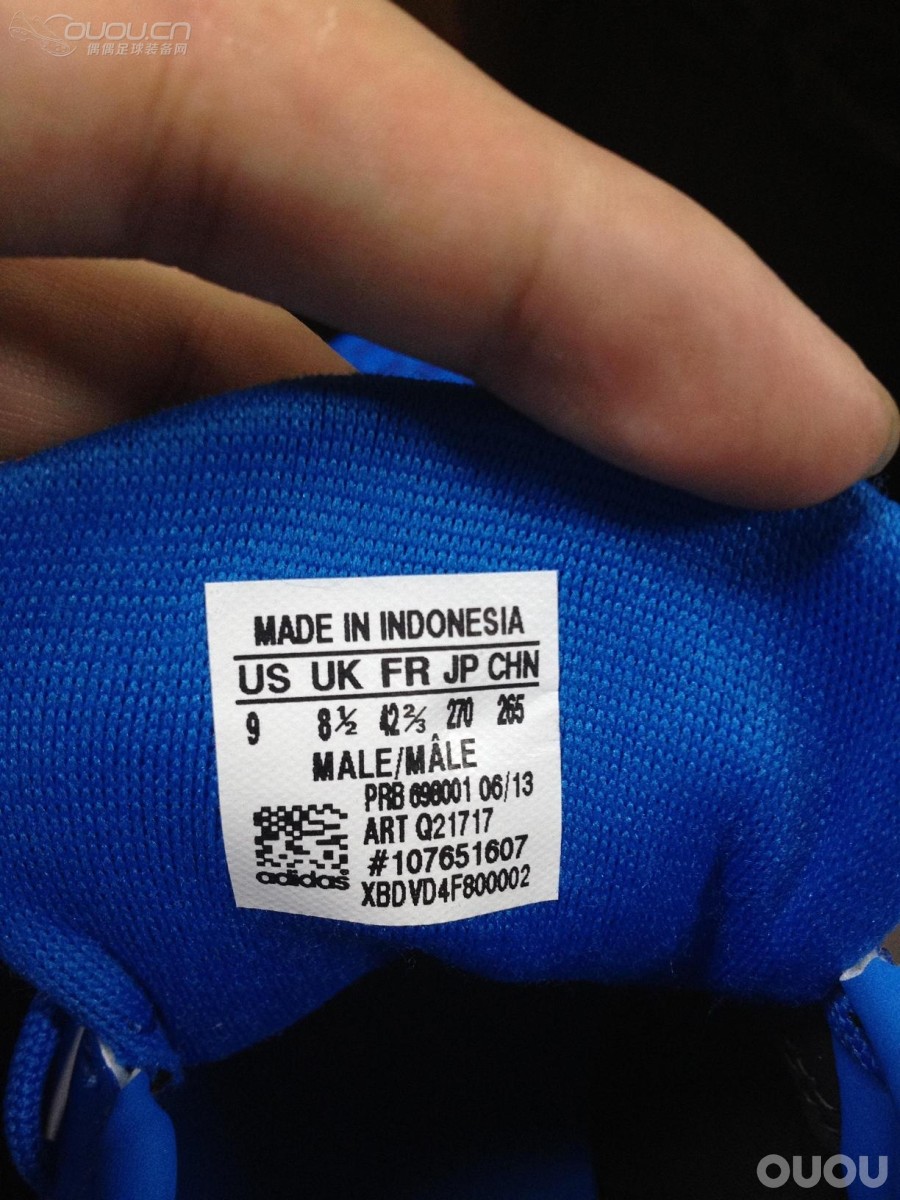 OUOU.CN
偶偶足球装备网
MADE IN INDONESIA
US UK FR JP CHN
9 8½ 42⅔ 270 265
MALE/MÂLE
PRB 698001 06/13
ART Q21717
#107651607
adidas XBDVD4F800002
OUOU